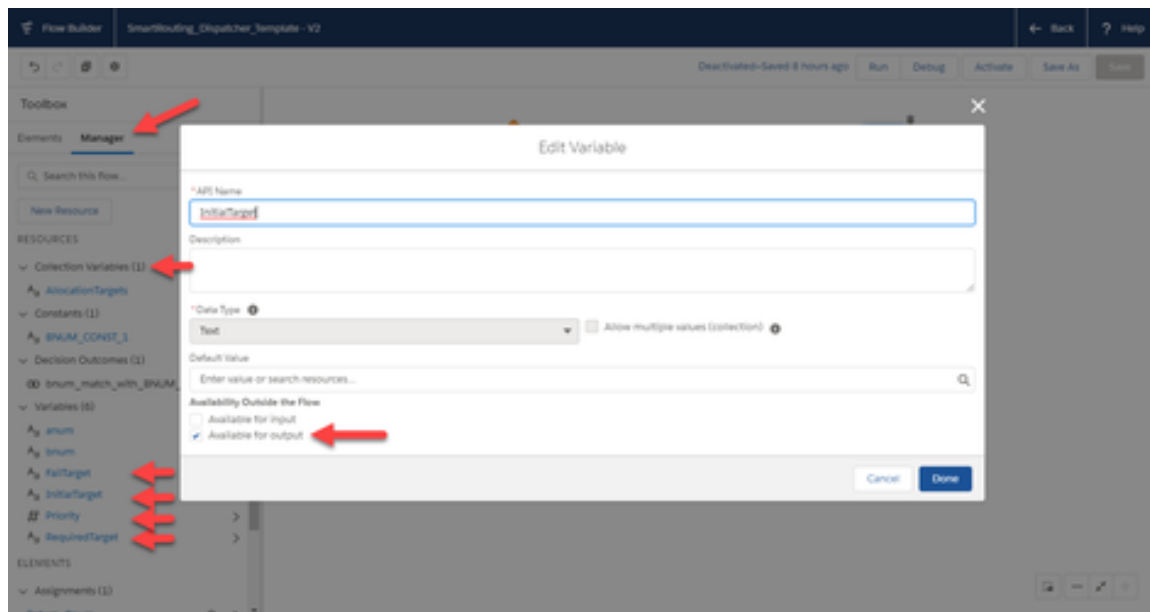 Flow Builder
SmartRouting_Dispatcher_Template - V2
Back
? Help
Deactivated—Saved 8 hours ago
Run
Debug
Activate
Save As
Save
Toolbox
Elements
Manager
Search this flow...
New Resource
RESOURCES
Collection Variables (1)
AllocationTargets
Constants (1)
BNUM_CONST_1
Decision Outcomes (1)
bnum_match_with_BNUM_
Variables (6)
anum
bnum
FailTarget
InitialTarget
Priority
RequiredTarget
ELEMENTS
Assignments (1)
Edit Variable
*API Name
InitialTarget
Description
*Data Type
Text
Allow multiple values (collection)
Default Value
Enter value or search resources...
Availability Outside the Flow
Available for input
Available for output
Cancel
Done